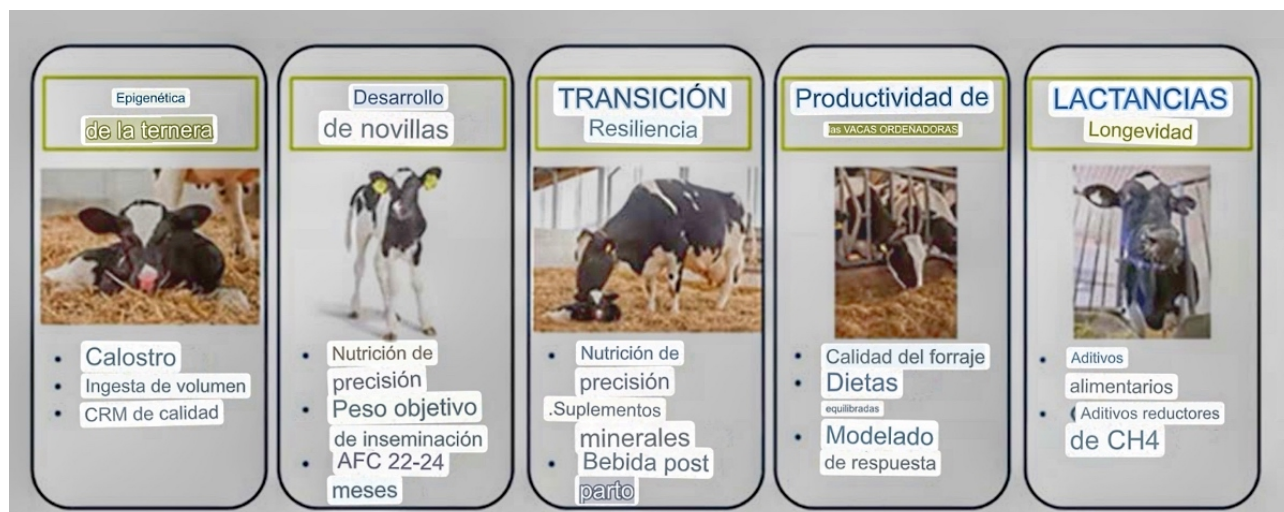 Epigenética
de la ternera
• Calostro
• Ingesta de volumen
• CRM de calidad
Desarrollo
de novillas
• Nutrición de
precisión
• Peso objetivo
de inseminación
• AFC 22-24
meses
TRANSICIÓN
Resiliencia
• Nutrición de
precisión
.Suplementos
minerales
• Bebida post
parto
Productividad de
las VACAS ORDEÑADORAS
• Calidad del forraje
• Dietas
equilibradas
• Modelado
de respuesta
LACTANCIAS
Longevidad
• Aditivos
alimentarios
• (Aditivos reductores
de CH4